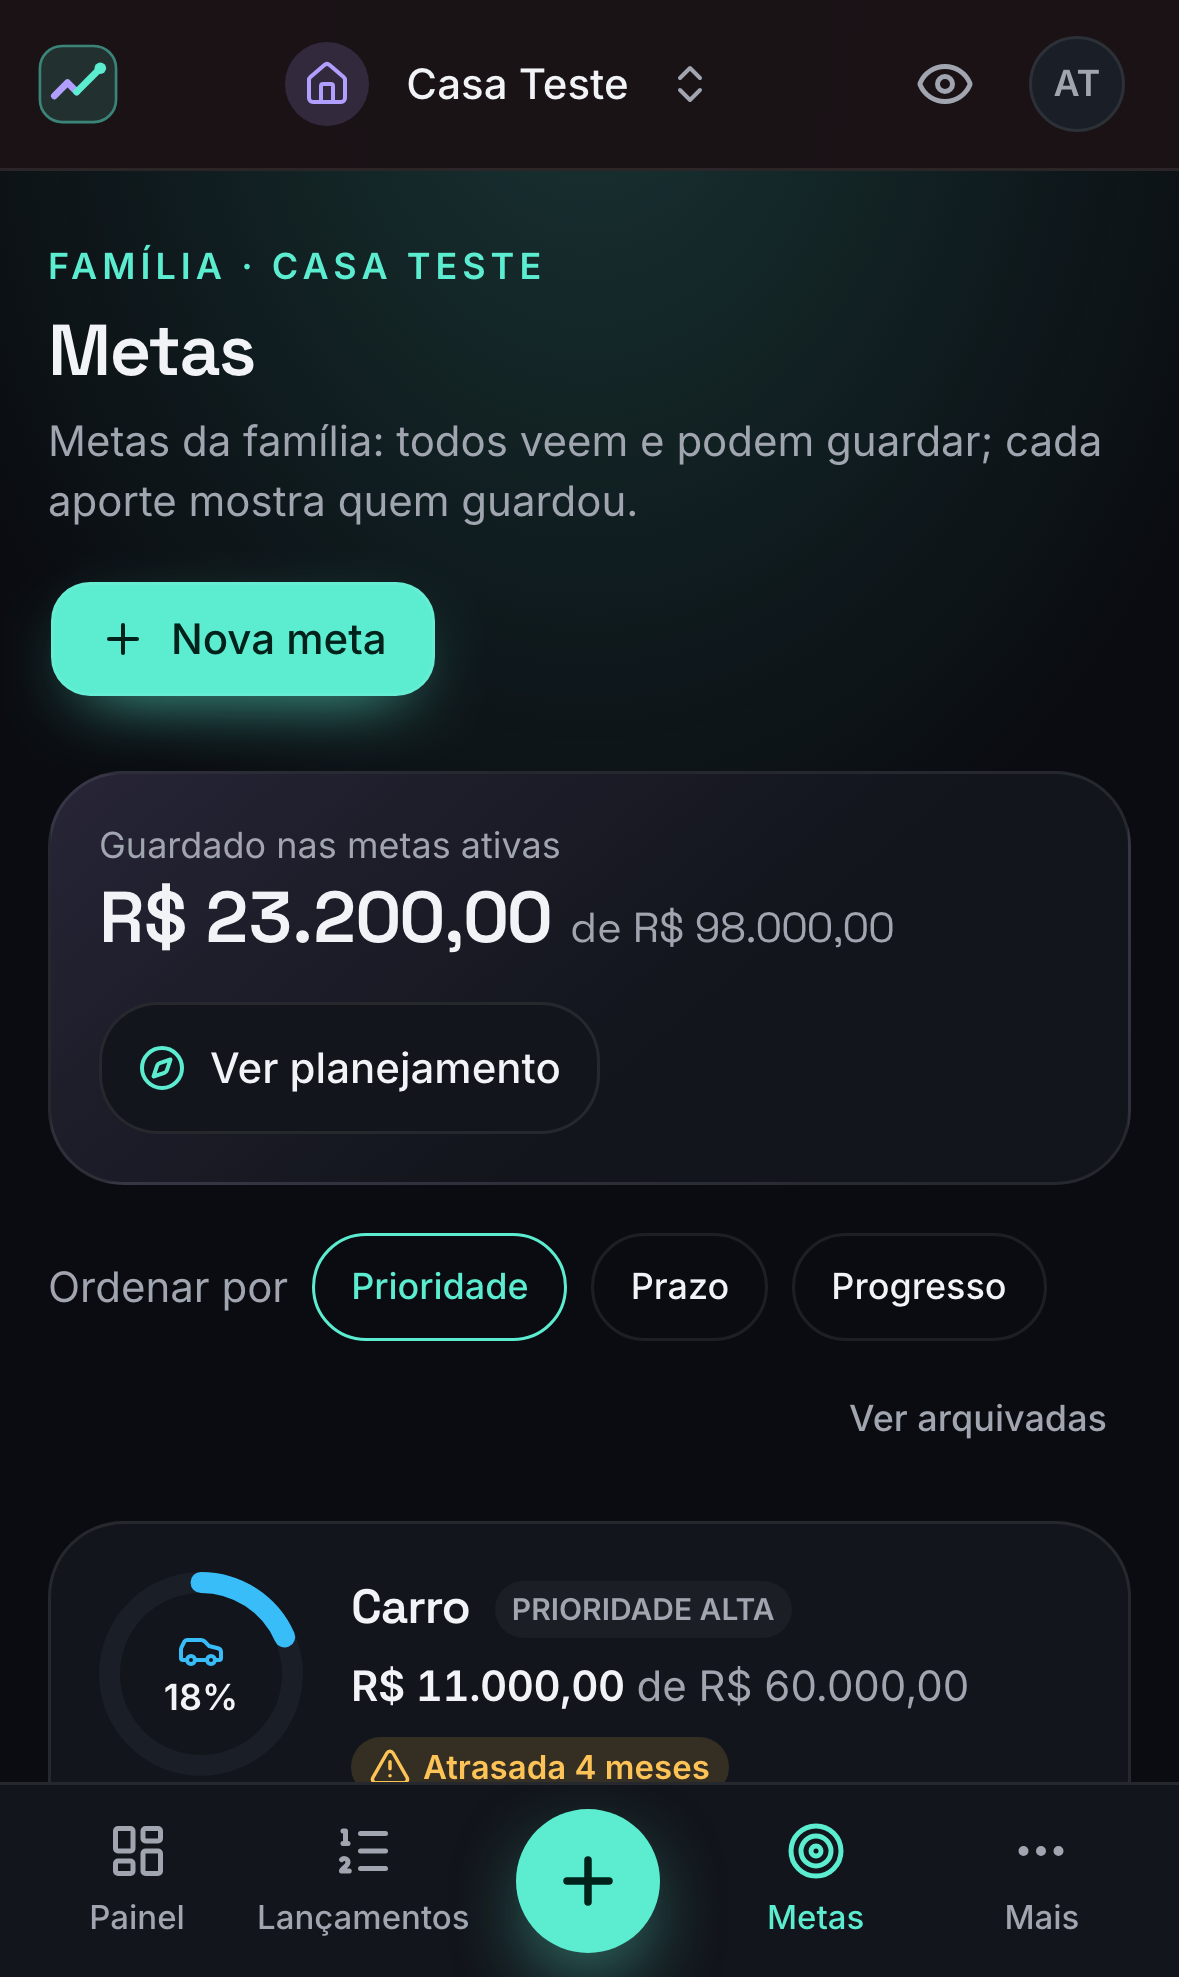 Casa Teste
AT
FAMÍLIA · CASA TESTE
Metas
Metas da família: todos veem e podem guardar; cada
aporte mostra quem guardou.
Nova meta
Guardado nas metas ativas
R$ 23.200,00 de R$ 98.000,00
Ver planejamento
Ordenar por Prioridade Prazo Progresso
Ver arquivadas
Carro PRIORIDADE ALTA
18%
R$ 11.000,00 de R$ 60.000,00
Atrasada 4 meses
Painel Lançamentos Metas Mais